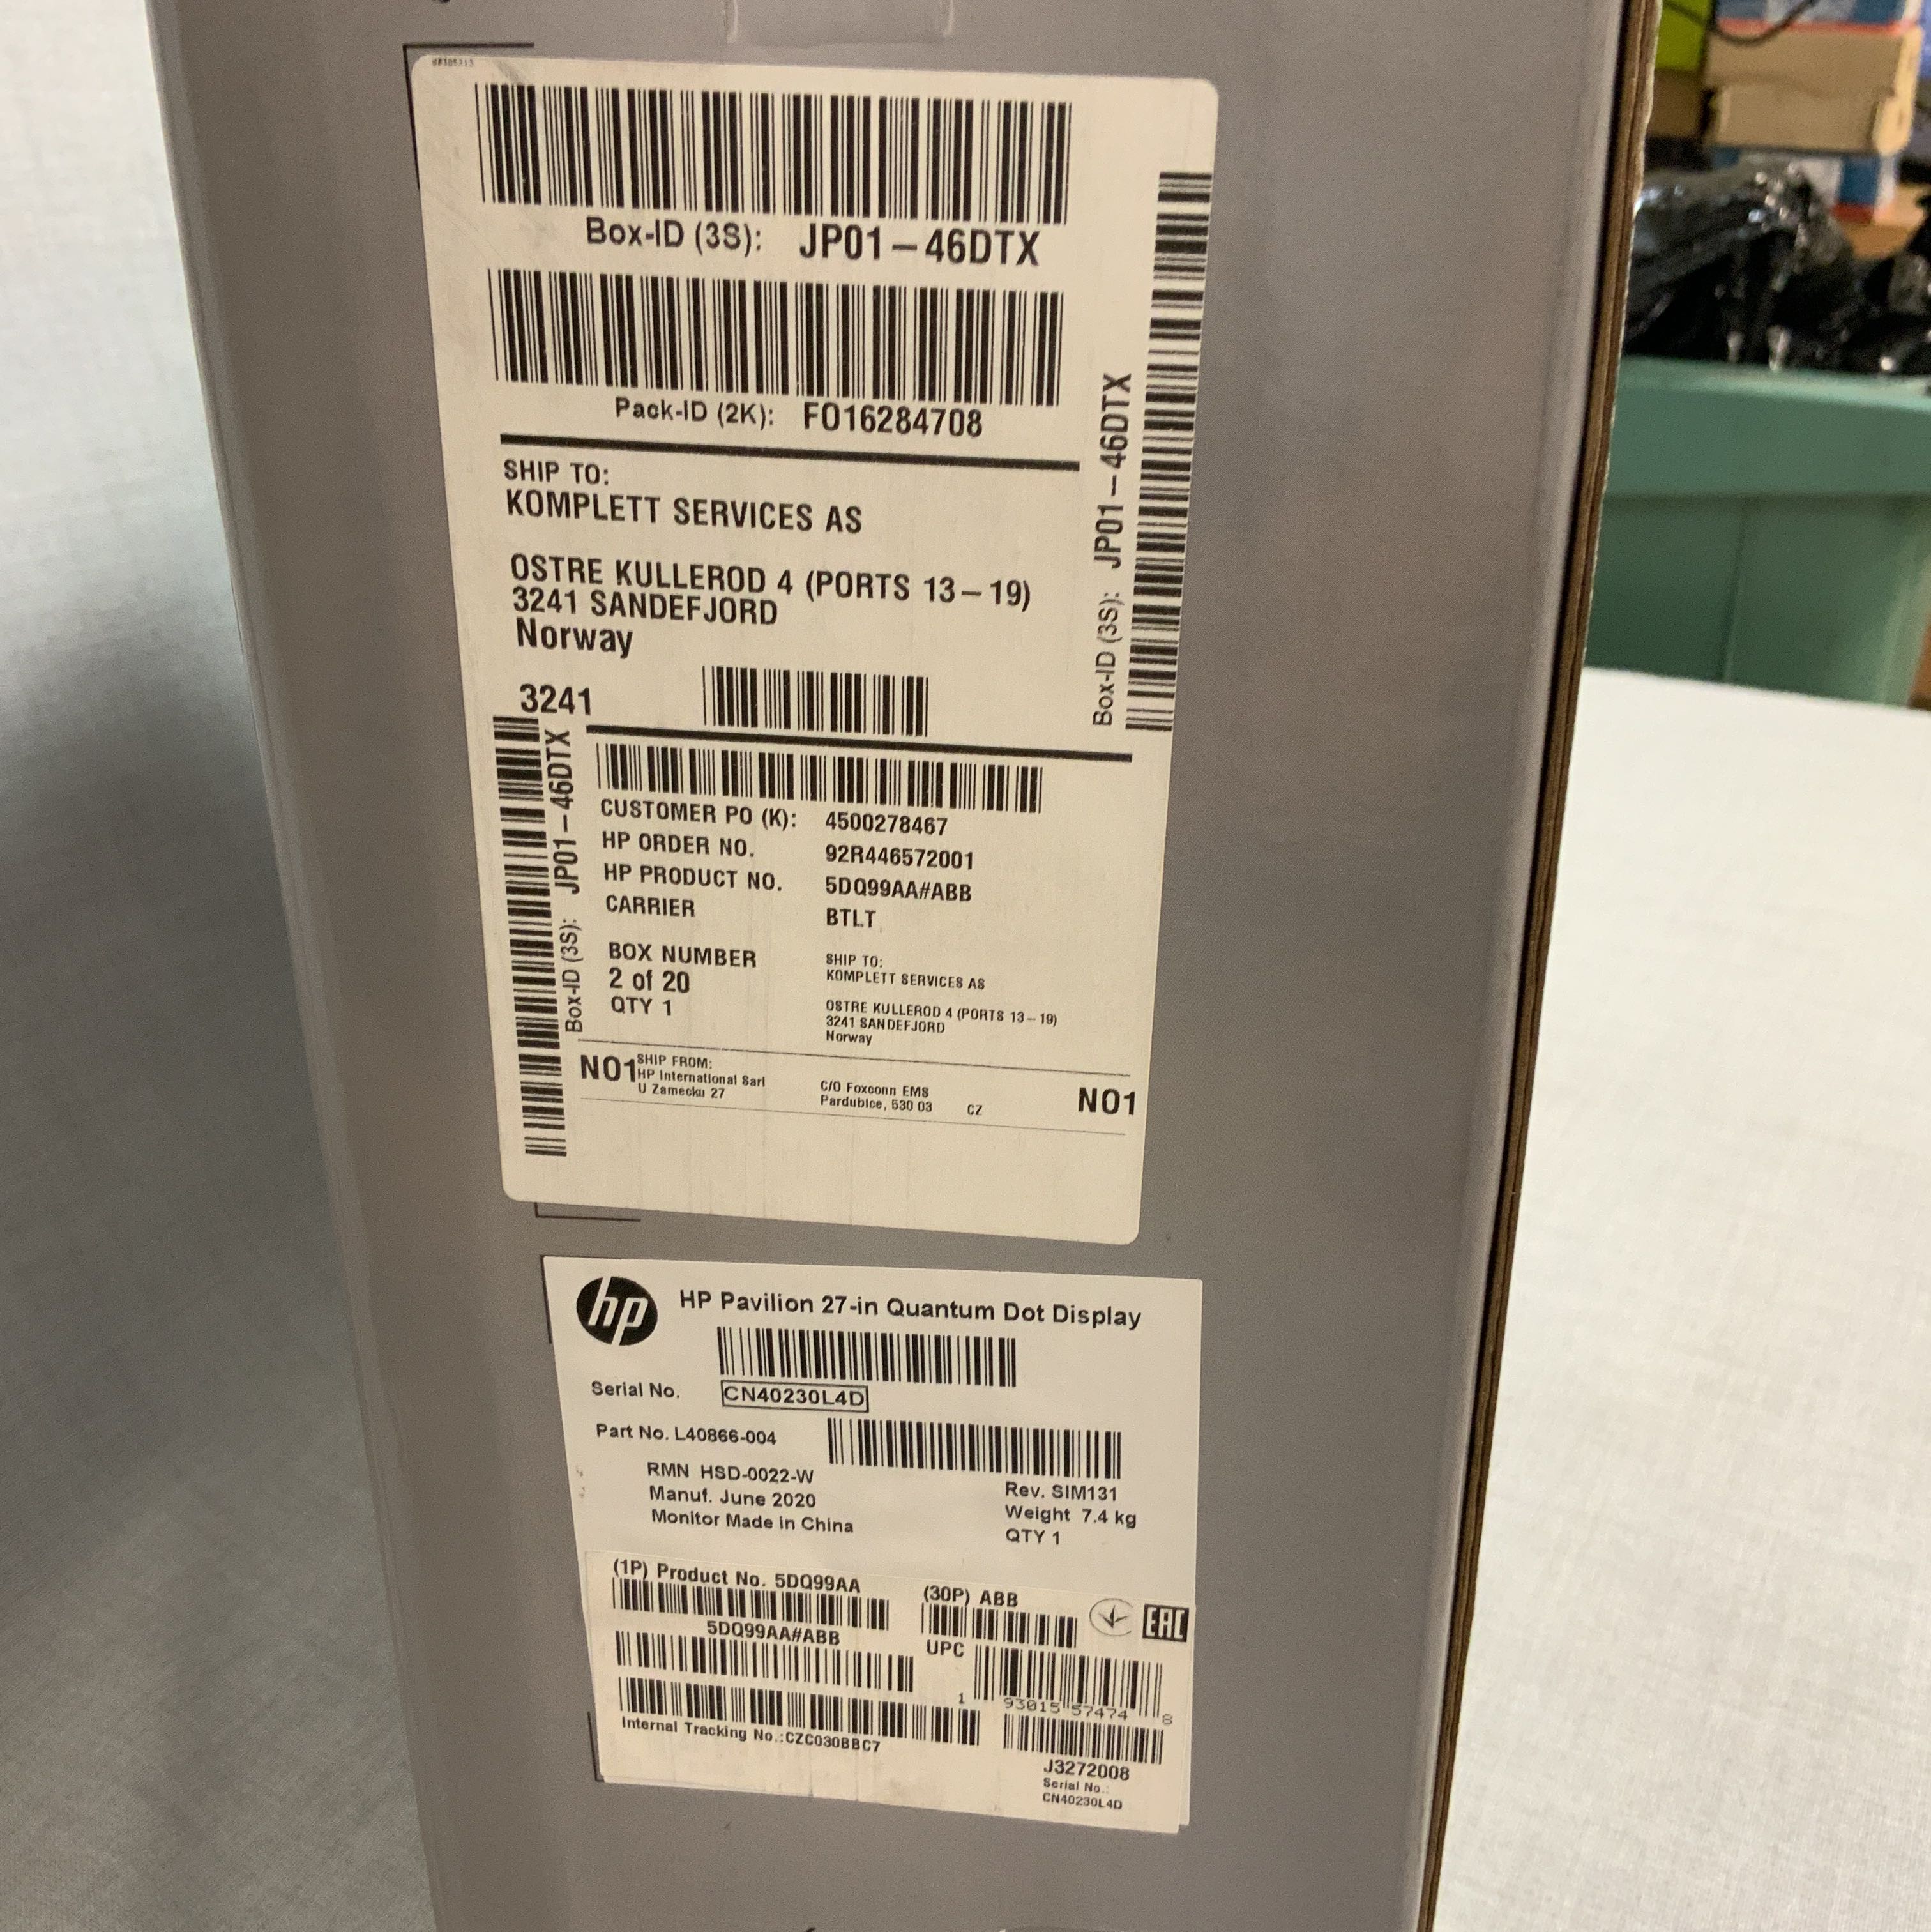 Box-ID (3S): JP01-46DTX
Pack-ID (2K): FO16284708
SHIP TO:
KOMPLETT SERVICES AS
OSTRE KULLEROD 4 (PORTS 13-19)
3241 SANDEFJORD
Norway
3241
Box-ID (3S): JP01-46DTX
Box-ID (3S): JP01-46DTX
CUSTOMER PO (K): 4500278467
HP ORDER NO. 92R446572001
HP PRODUCT NO. 5DQ99AA#ABB
CARRIER BTLT
BOX NUMBER
2 of 20
QTY 1
SHIP TO:
KOMPLETT SERVICES AS
OSTRE KULLEROD 4 (PORTS 13-19)
3241 SANDEFJORD
Norway
NO1
SHIP FROM:
HP International Sarl
U Zamecku 27
C/O Foxconn EMS
Pardubice, 530 03 CZ
NO1
hp
HP Pavilion 27-in Quantum Dot Display
Serial No. CN40230L4D
Part No. L40866-004
RMN HSD-0022-W
Manuf. June 2020
Monitor Made in China
Rev. SIM131
Weight 7.4 kg
QTY 1
(1P) Product No. 5DQ99AA
(30P) ABB
EAC
5DQ99AA#ABB
UPC
1 93015 57474 8
Internal Tracking No.:CZC030BBC7
J3272008
Serial No.:
CN40230L4D